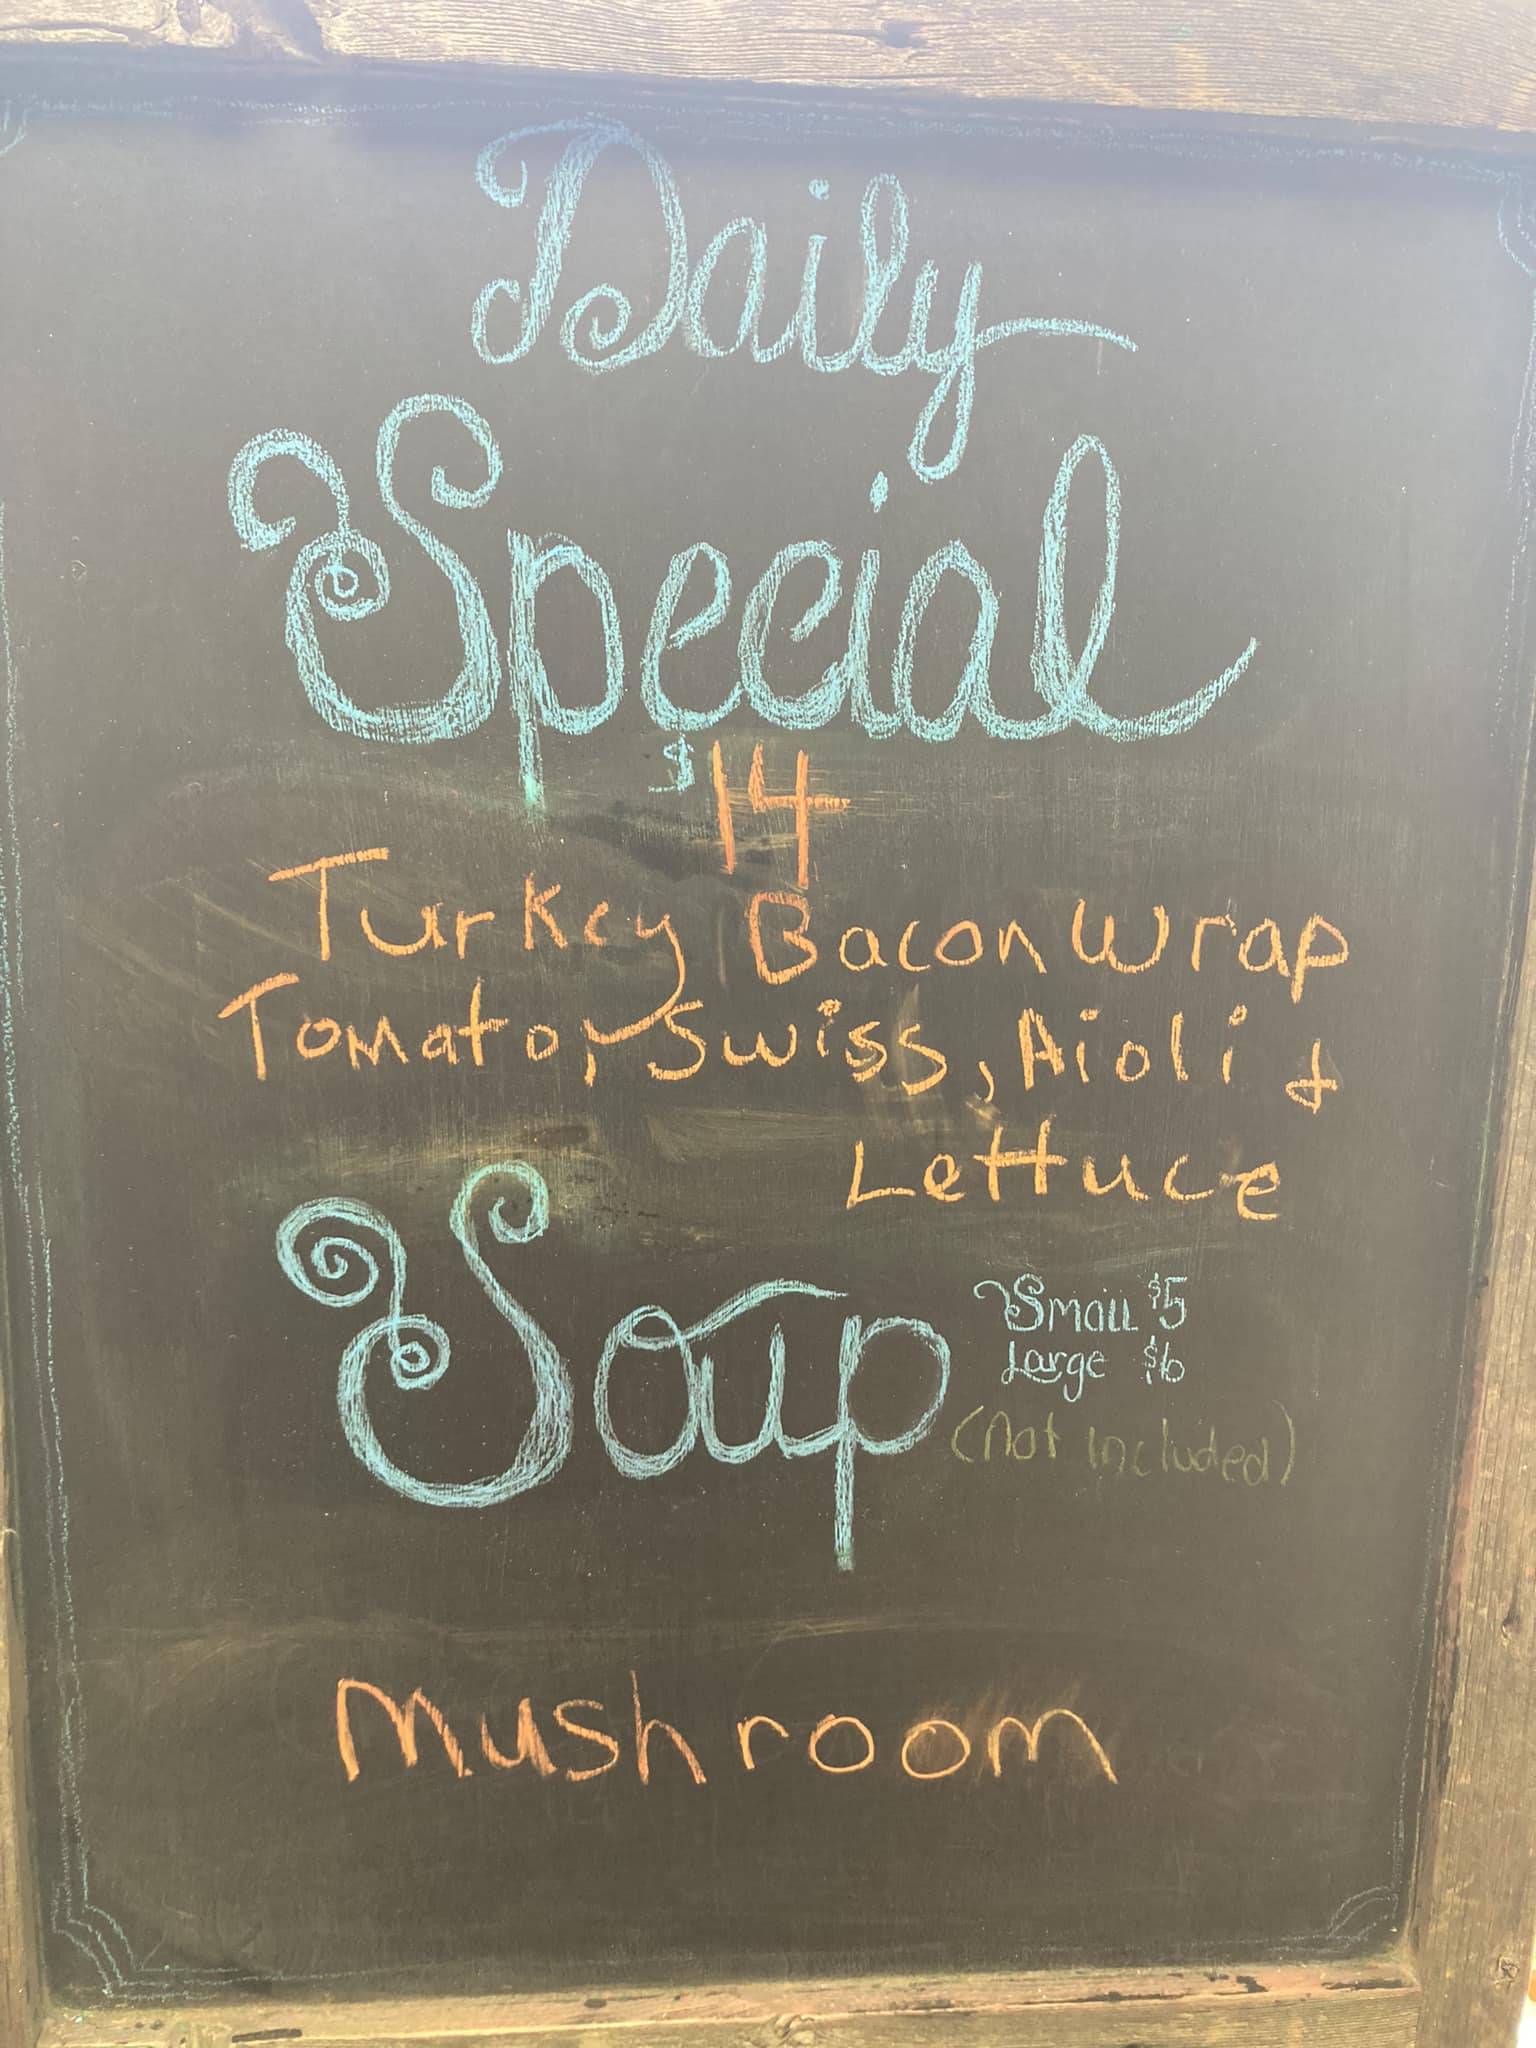 Daily
Special
$14
Turkey Bacon Wrap
Tomato, Swiss, Aioli &
Lettuce
Soup
Small $5
Large $6
(Not included)
Mushroom